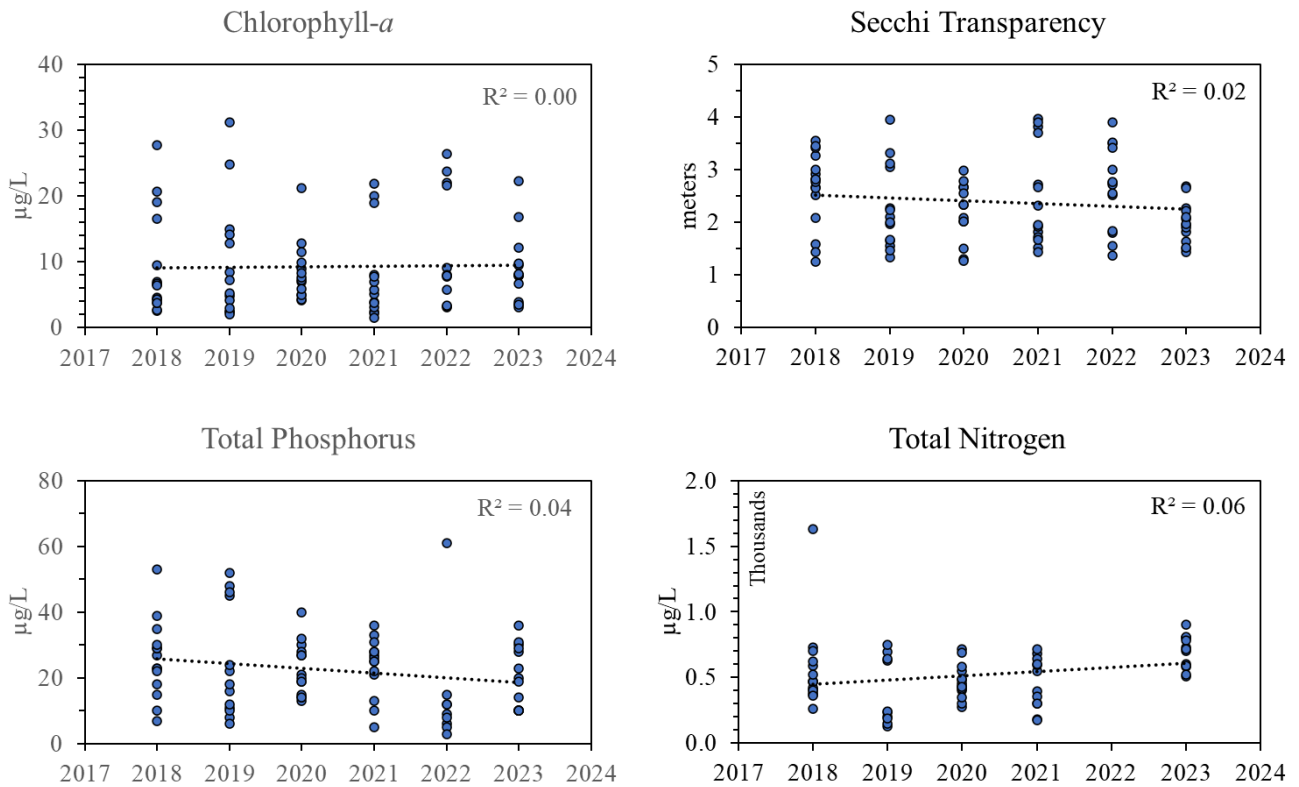 Chlorophyll-a
µg/L
40
30
20
10
0
R² = 0.00
2017 2018 2019 2020 2021 2022 2023 2024
Secchi Transparency
meters
5
4
3
2
1
0
R² = 0.02
2017 2018 2019 2020 2021 2022 2023 2024
Total Phosphorus
µg/L
80
60
40
20
0
R² = 0.04
2017 2018 2019 2020 2021 2022 2023 2024
Total Nitrogen
µg/L
Thousands
2.0
1.5
1.0
0.5
0.0
R² = 0.06
2017 2018 2019 2020 2021 2022 2023 2024